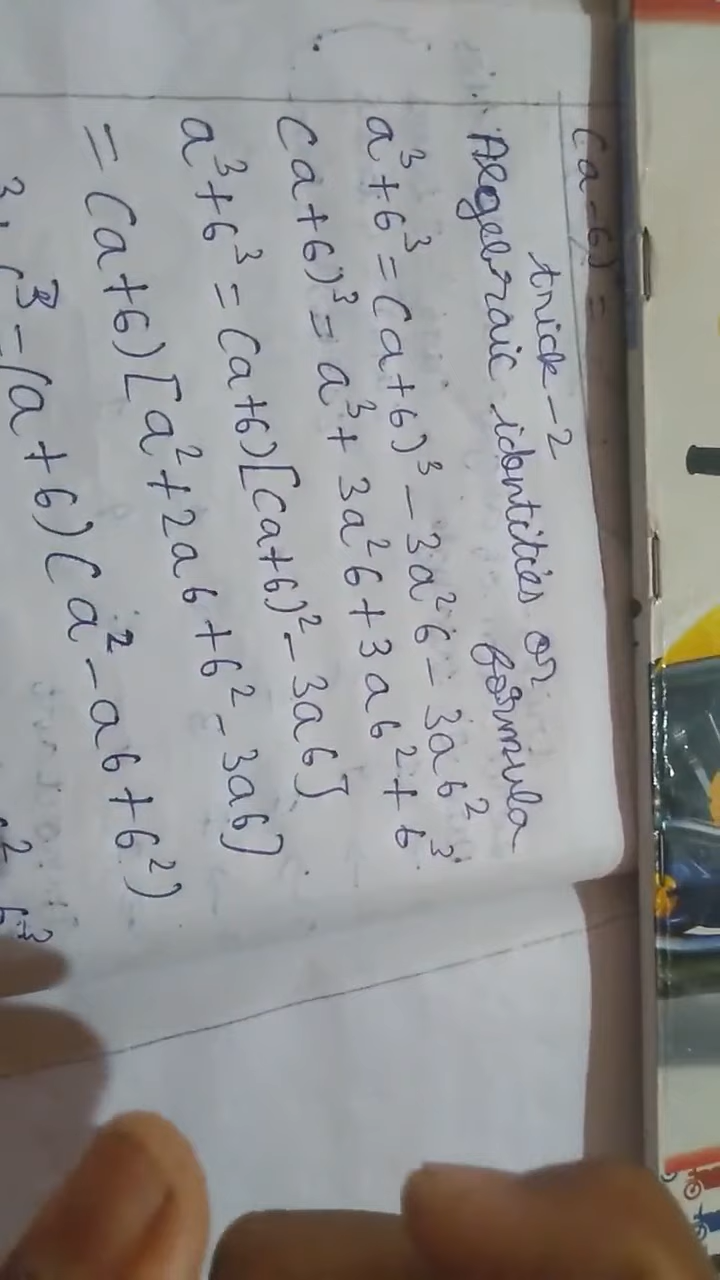 (a-b) =
trick-2
Algebraic identities or formula
a³+b³ = (a+b)³ - 3a²b - 3ab²
(a+b)³ = a³ + 3a²b + 3ab² + b³
a³+b³ = (a+b)[(a+b)² - 3ab]
= (a+b)[a²+2ab+b² - 3ab]
³ = (a+b)(a²-ab+b²)